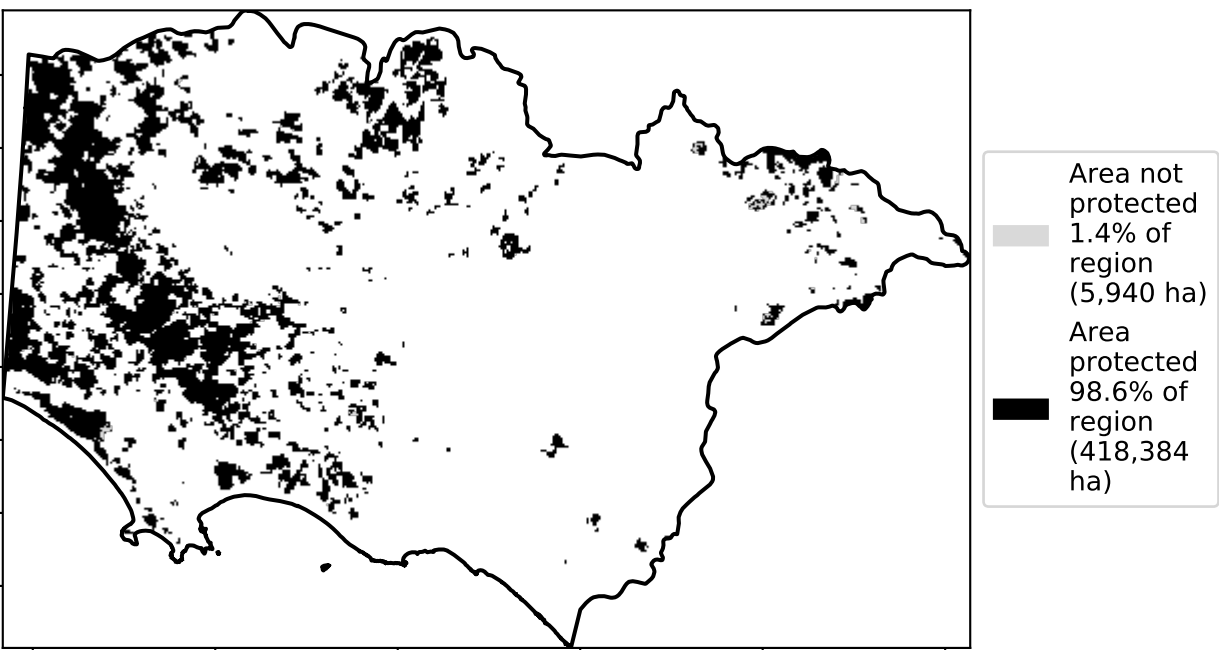 Area not
protected
1.4% of
region
(5,940 ha)
Area
protected
98.6% of
region
(418,384
ha)